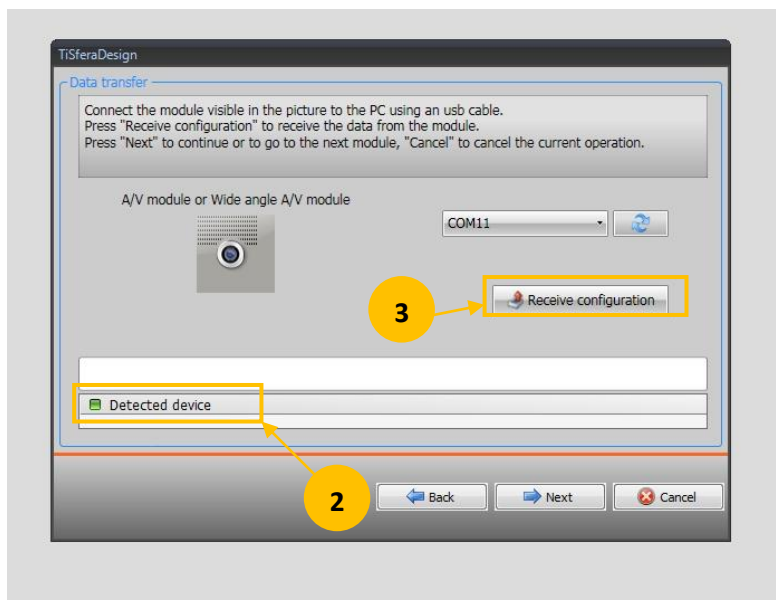 TiSferaDesign
Data transfer
Connect the module visible in the picture to the PC using an usb cable.
Press "Receive configuration" to receive the data from the module.
Press "Next" to continue or to go to the next module, "Cancel" to cancel the current operation.
A/V module or Wide angle A/V module
COM11
3
Receive configuration
Detected device
2
Back
Next
Cancel